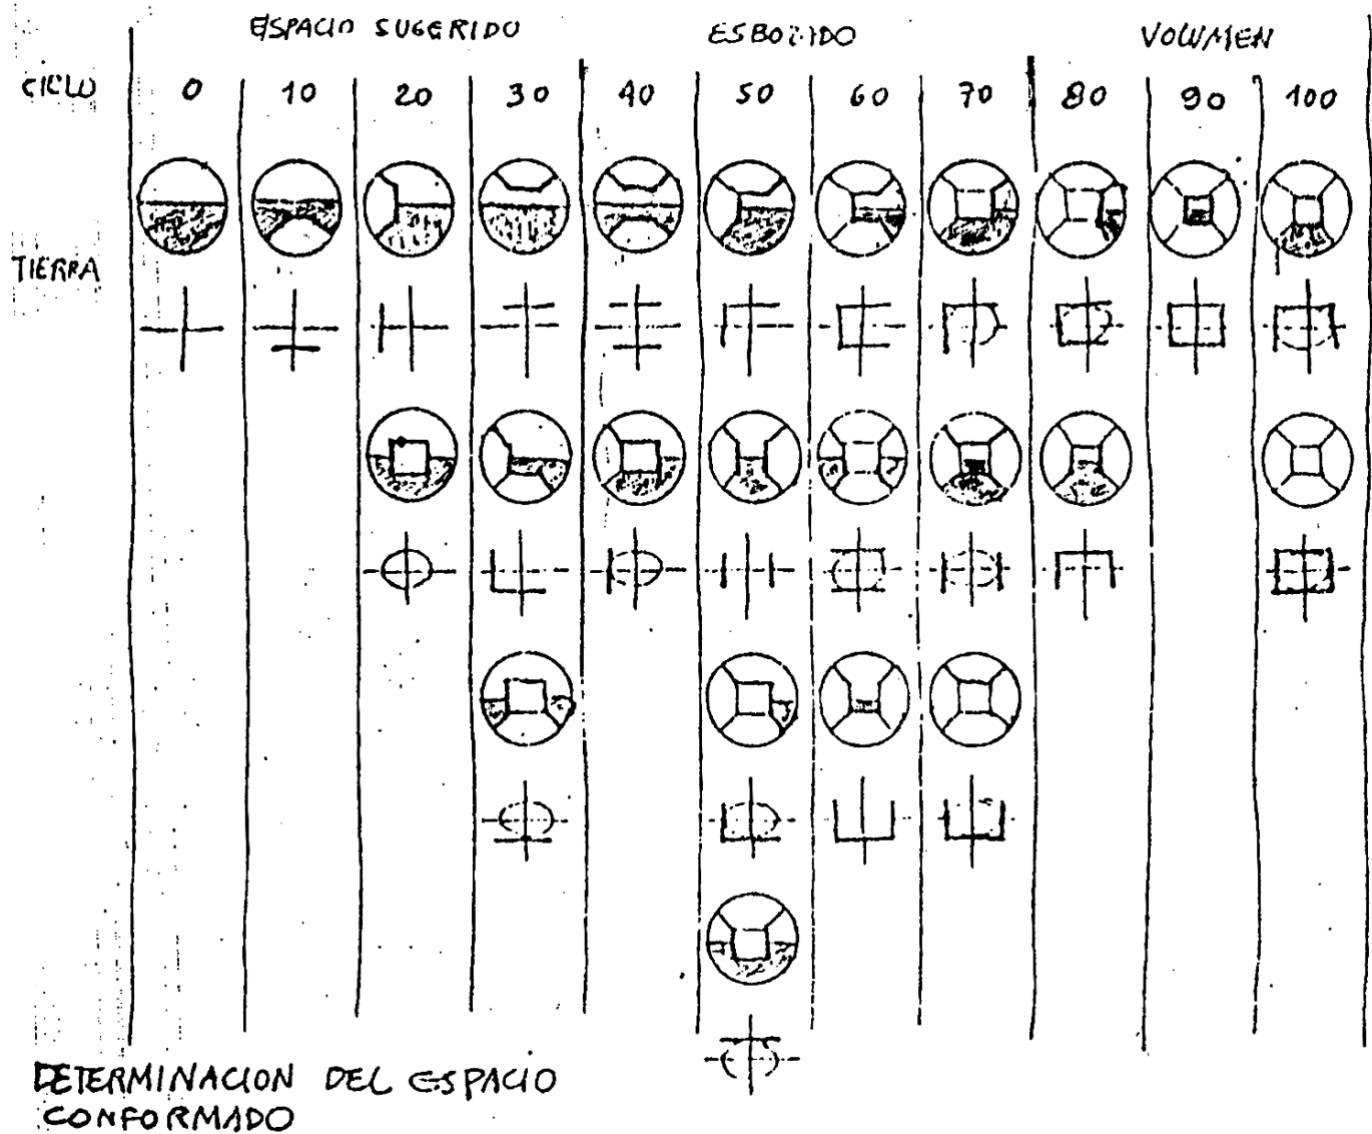 ESPACIO SUGERIDO ESBOZADO VOLUMEN
CICLO 0 10 20 30 40 50 60 70 80 90 100
TIERRA
DETERMINACION DEL ESPACIO
CONFORMADO